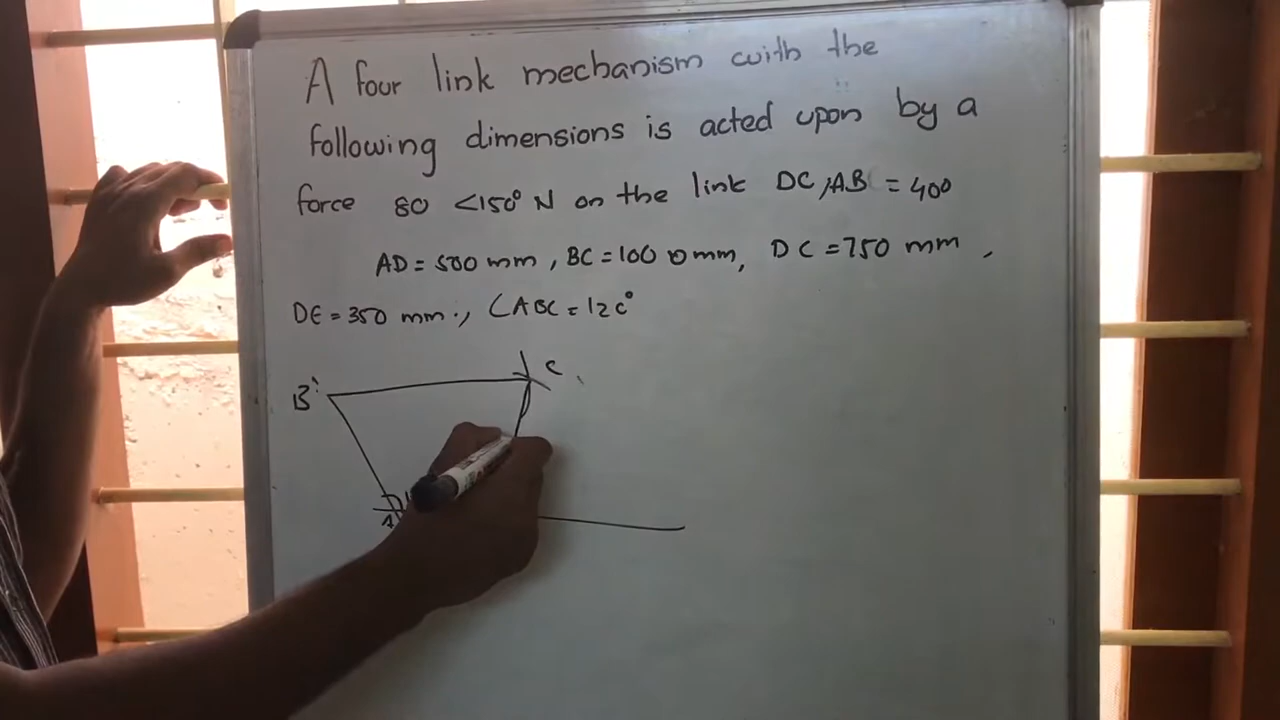 A four link mechanism with the
following dimensions is acted upon by a
force 80 <150° N on the link DC, AB = 400
AD = 500 mm, BC = 1000 mm, DC = 750 mm,
DE = 350 mm., ∠ABC = 120°
B C
A